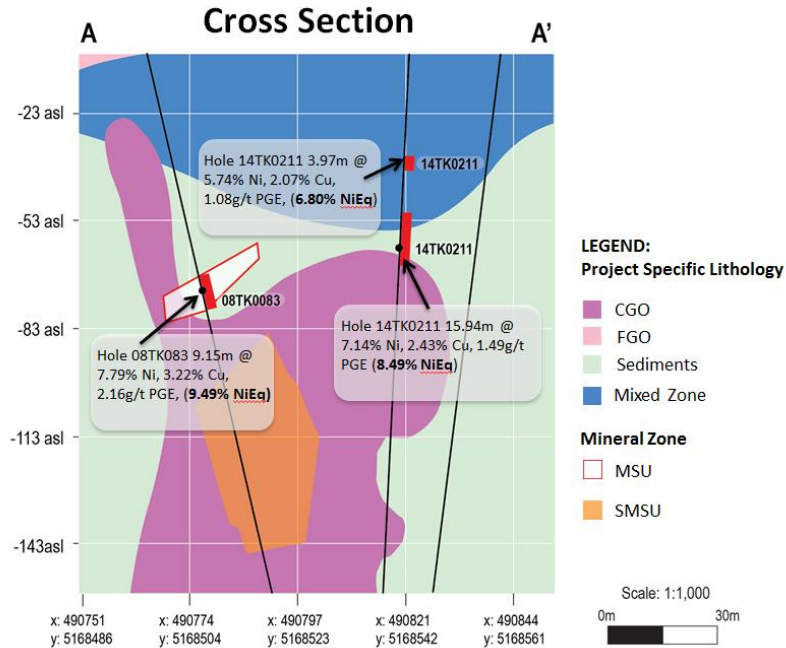 Cross Section
A
A'
-23 asl
-53 asl
-83 asl
-113 asl
-143asl
Hole 14TK0211 3.97m @
5.74% Ni, 2.07% Cu,
1.08g/t PGE, (6.80% NiEq)
14TK0211
14TK0211
08TK0083
Hole 14TK0211 15.94m @
7.14% Ni, 2.43% Cu, 1.49g/t
PGE (8.49% NiEq)
Hole 08TK083 9.15m @
7.79% Ni, 3.22% Cu,
2.16g/t PGE, (9.49% NiEq)
LEGEND:
Project Specific Lithology
CGO
FGO
Sediments
Mixed Zone
Mineral Zone
MSU
SMSU
Scale: 1:1,000
0m 30m
x: 490751
y: 5168486
x: 490774
y: 5168504
x: 490797
y: 5168523
x: 490821
y: 5168542
x: 490844
y: 5168561